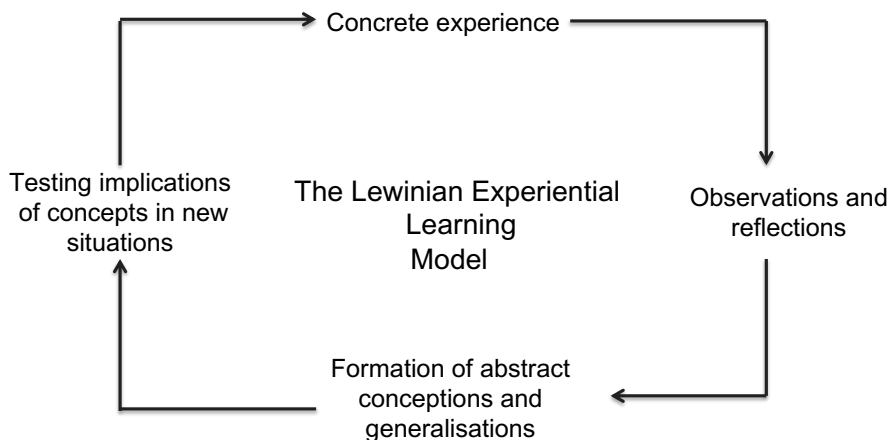 Concrete experience
Testing implications
of concepts in new
situations
The Lewinian Experiential
Learning
Model
Observations and
reflections
Formation of abstract
conceptions and
generalisations